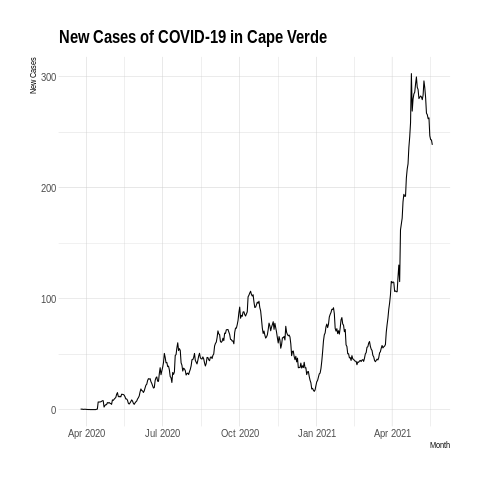 New Cases of COVID-19 in Cape Verde
New Cases
300
200
100
0
Apr 2020 Jul 2020 Oct 2020 Jan 2021 Apr 2021
Month